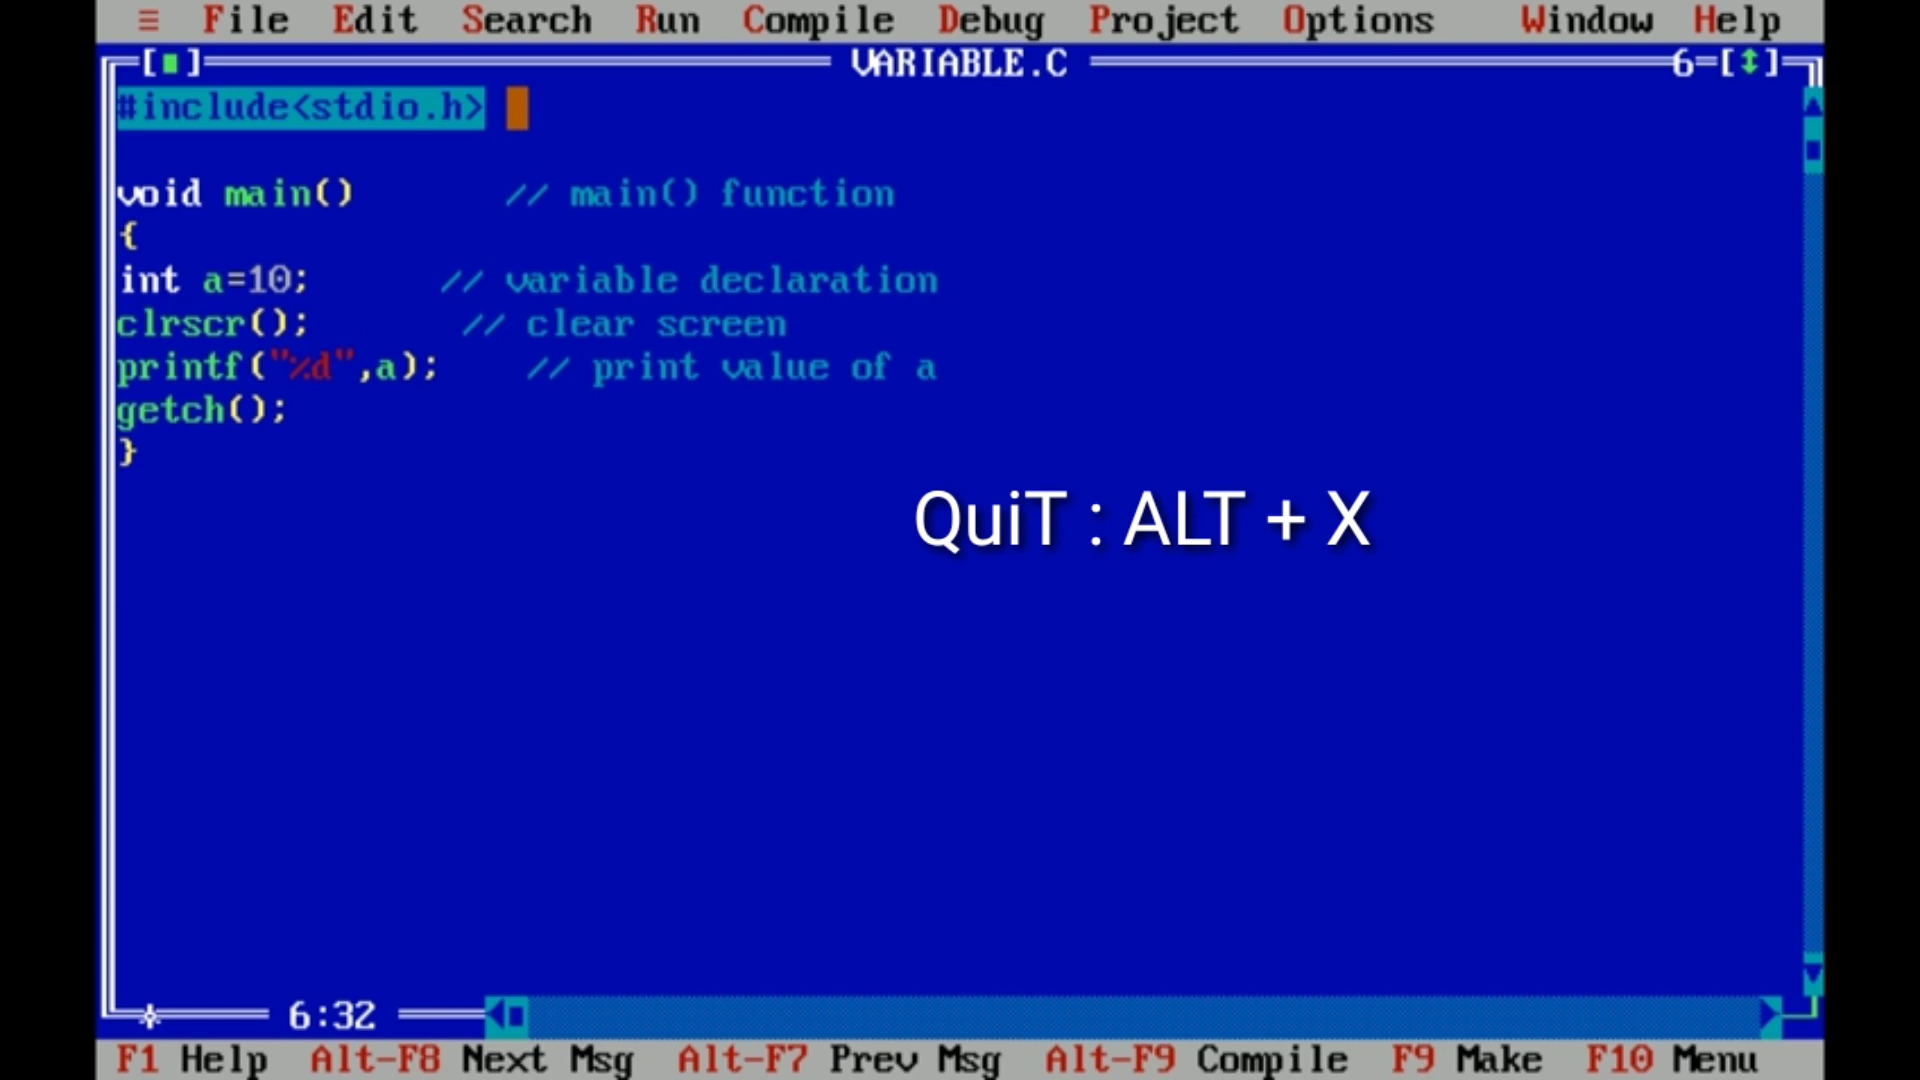 ≡ File Edit Search Run Compile Debug Project Options Window Help
[■] VARIABLE.C 6=[↕]
#include<stdio.h>
void main() // main() function
{
int a=10; // variable declaration
clrscr(); // clear screen
printf("%d",a); // print value of a
getch();
}
QuiT : ALT + X
6:32
F1 Help Alt-F8 Next Msg Alt-F7 Prev Msg Alt-F9 Compile F9 Make F10 Menu